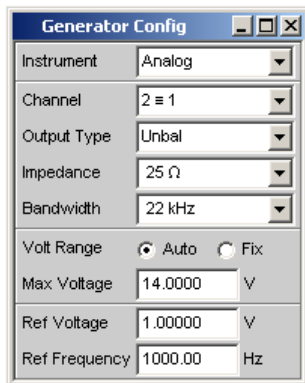 Generator Config
Instrument Analog
Channel 2 ≡ 1
Output Type Unbal
Impedance 25 Ω
Bandwidth 22 kHz
Volt Range Auto Fix
Max Voltage 14.0000 V
Ref Voltage 1.00000 V
Ref Frequency 1000.00 Hz